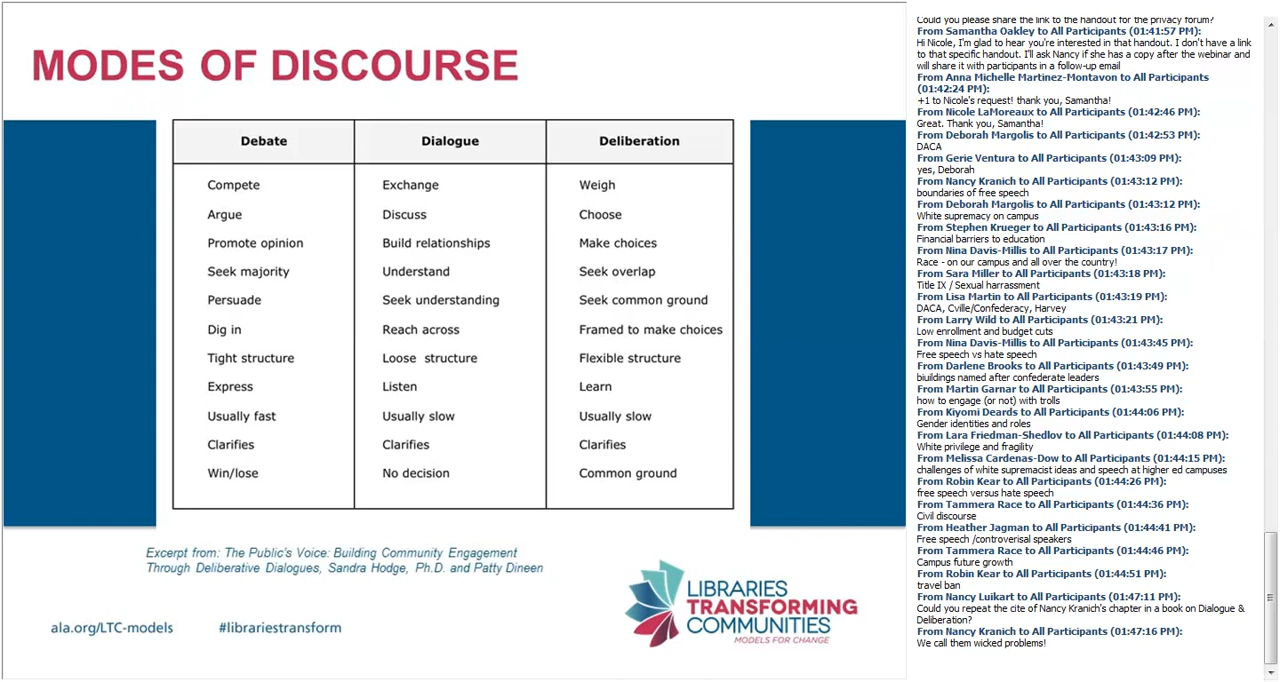 MODES OF DISCOURSE
Debate Dialogue Deliberation
Compete Exchange Weigh
Argue Discuss Choose
Promote opinion Build relationships Make choices
Seek majority Understand Seek overlap
Persuade Seek understanding Seek common ground
Dig in Reach across Framed to make choices
Tight structure Loose structure Flexible structure
Express Listen Learn
Usually fast Usually slow Usually slow
Clarifies Clarifies Clarifies
Win/lose No decision Common ground
Excerpt from: The Public's Voice: Building Community Engagement
Through Deliberative Dialogues, Sandra Hodge, Ph.D. and Patty Dineen
ala.org/LTC-models #librariestransform
LIBRARIES
TRANSFORMING
COMMUNITIES
MODELS FOR CHANGE
Could you please share the link to the handout for the privacy forum?
From Samantha Oakley to All Participants (01:41:57 PM):
Hi Nicole, I'm glad to hear you're interested in that handout. I don't have a link
to that specific handout. I'll ask Nancy if she has a copy after the webinar and
will share it with participants in a follow-up email
From Anna Michelle Martinez-Montavon to All Participants
(01:42:24 PM):
+1 to Nicole's request! thank you, Samantha!
From Nicole LaMoreaux to All Participants (01:42:46 PM):
Great. Thank you, Samantha!
From Deborah Margolis to All Participants (01:42:53 PM):
DACA
From Gerie Ventura to All Participants (01:43:09 PM):
yes, Deborah
From Nancy Kranich to All Participants (01:43:12 PM):
boundaries of free speech
From Deborah Margolis to All Participants (01:43:12 PM):
White supremacy on campus
From Stephen Krueger to All Participants (01:43:16 PM):
Financial barriers to education
From Nina Davis-Millis to All Participants (01:43:17 PM):
Race - on our campus and all over the country!
From Sara Miller to All Participants (01:43:18 PM):
Title IX / Sexual harrassment
From Lisa Martin to All Participants (01:43:19 PM):
DACA, Cville/Confederacy, Harvey
From Larry Wild to All Participants (01:43:21 PM):
Low enrollment and budget cuts
From Nina Davis-Millis to All Participants (01:43:45 PM):
Free speech vs hate speech
From Darlene Brooks to All Participants (01:43:49 PM):
biuildings named after confederate leaders
From Martin Garnar to All Participants (01:43:55 PM):
how to engage (or not) with trolls
From Kiyomi Deards to All Participants (01:44:06 PM):
Gender identities and roles
From Lara Friedman-Shedlov to All Participants (01:44:08 PM):
White privilege and fragility
From Melissa Cardenas-Dow to All Participants (01:44:15 PM):
challenges of white supremacist ideas and speech at higher ed campuses
From Robin Kear to All Participants (01:44:26 PM):
free speech versus hate speech
From Tammera Race to All Participants (01:44:36 PM):
Civil discourse
From Heather Jagman to All Participants (01:44:41 PM):
Free speech /controverisal speakers
From Tammera Race to All Participants (01:44:46 PM):
Campus future growth
From Robin Kear to All Participants (01:44:51 PM):
travel ban
From Nancy Luikart to All Participants (01:47:11 PM):
Could you repeat the cite of Nancy Kranich's chapter in a book on Dialogue &
Deliberation?
From Nancy Kranich to All Participants (01:47:16 PM):
We call them wicked problems!